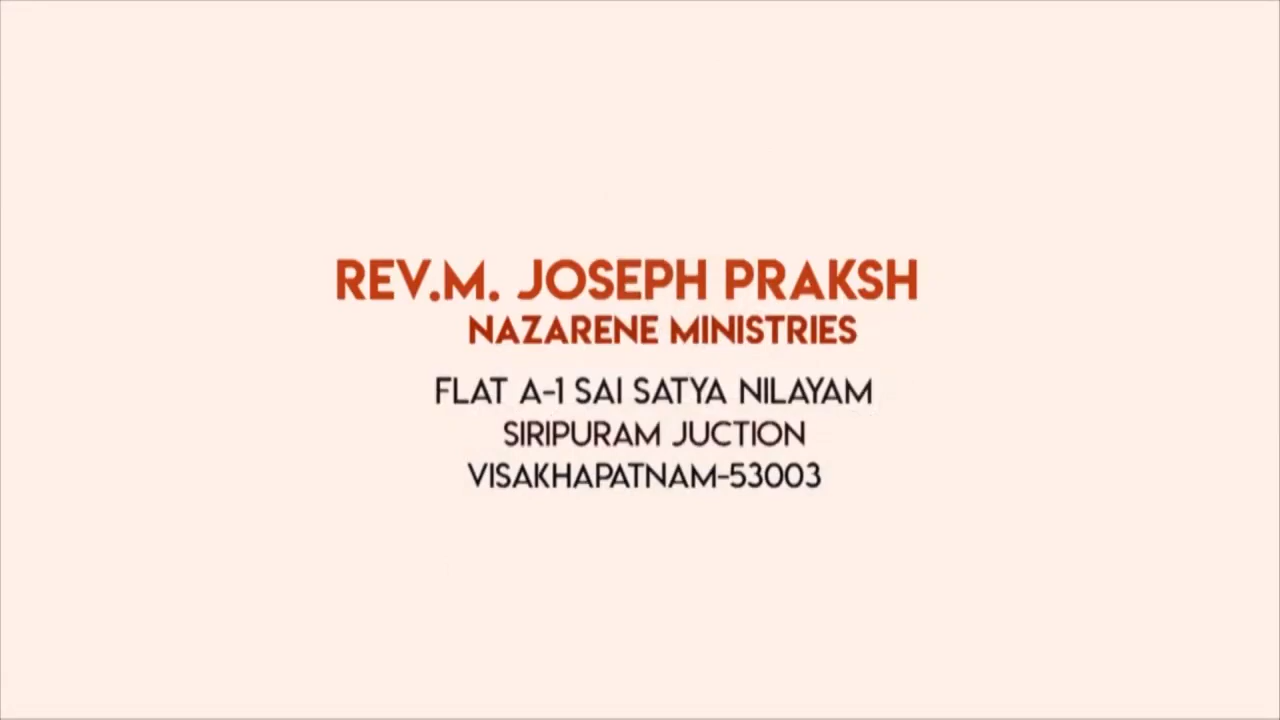 REV.M. JOSEPH PRAKSH
NAZARENE MINISTRIES
FLAT A-1 SAI SATYA NILAYAM
SIRIPURAM JUCTION
VISAKHAPATNAM-53003